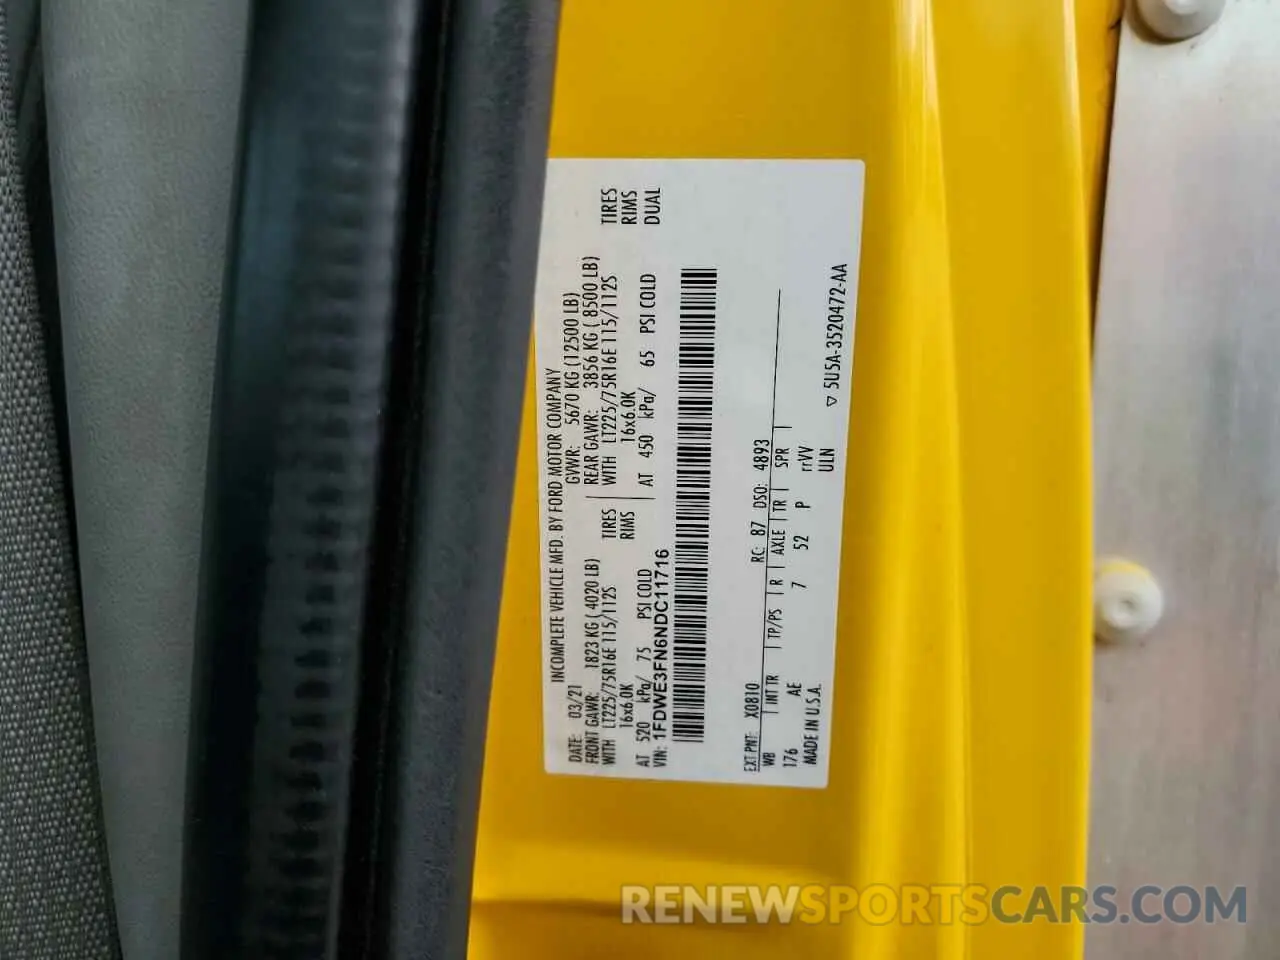 INCOMPLETE VEHICLE MFD. BY FORD MOTOR COMPANY
DATE: 03/21 GVWR: 5670 KG (12500 LB)
FRONT GAWR: 1823 KG ( 4020 LB) REAR GAWR: 3856 KG ( 8500 LB)
WITH LT225/75R16E 115/112S TIRES WITH LT225/75R16E 115/112S TIRES
16x6.0K RIMS 16x6.0K RIMS
AT 520 kPa/ 75 PSI COLD AT 450 kPa/ 65 PSI COLD DUAL
VIN: 1FDWE3FN6NDC11716
EXT PNT: X0810 RC: 87 DSO: 4893
WB INT TR TP/PS R AXLE TR SPR
176 AE 7 52 P rrVV
MADE IN U.S.A. ULN
▽ 5U5A-3520472-AA
RENEWSPORTSCARS.COM